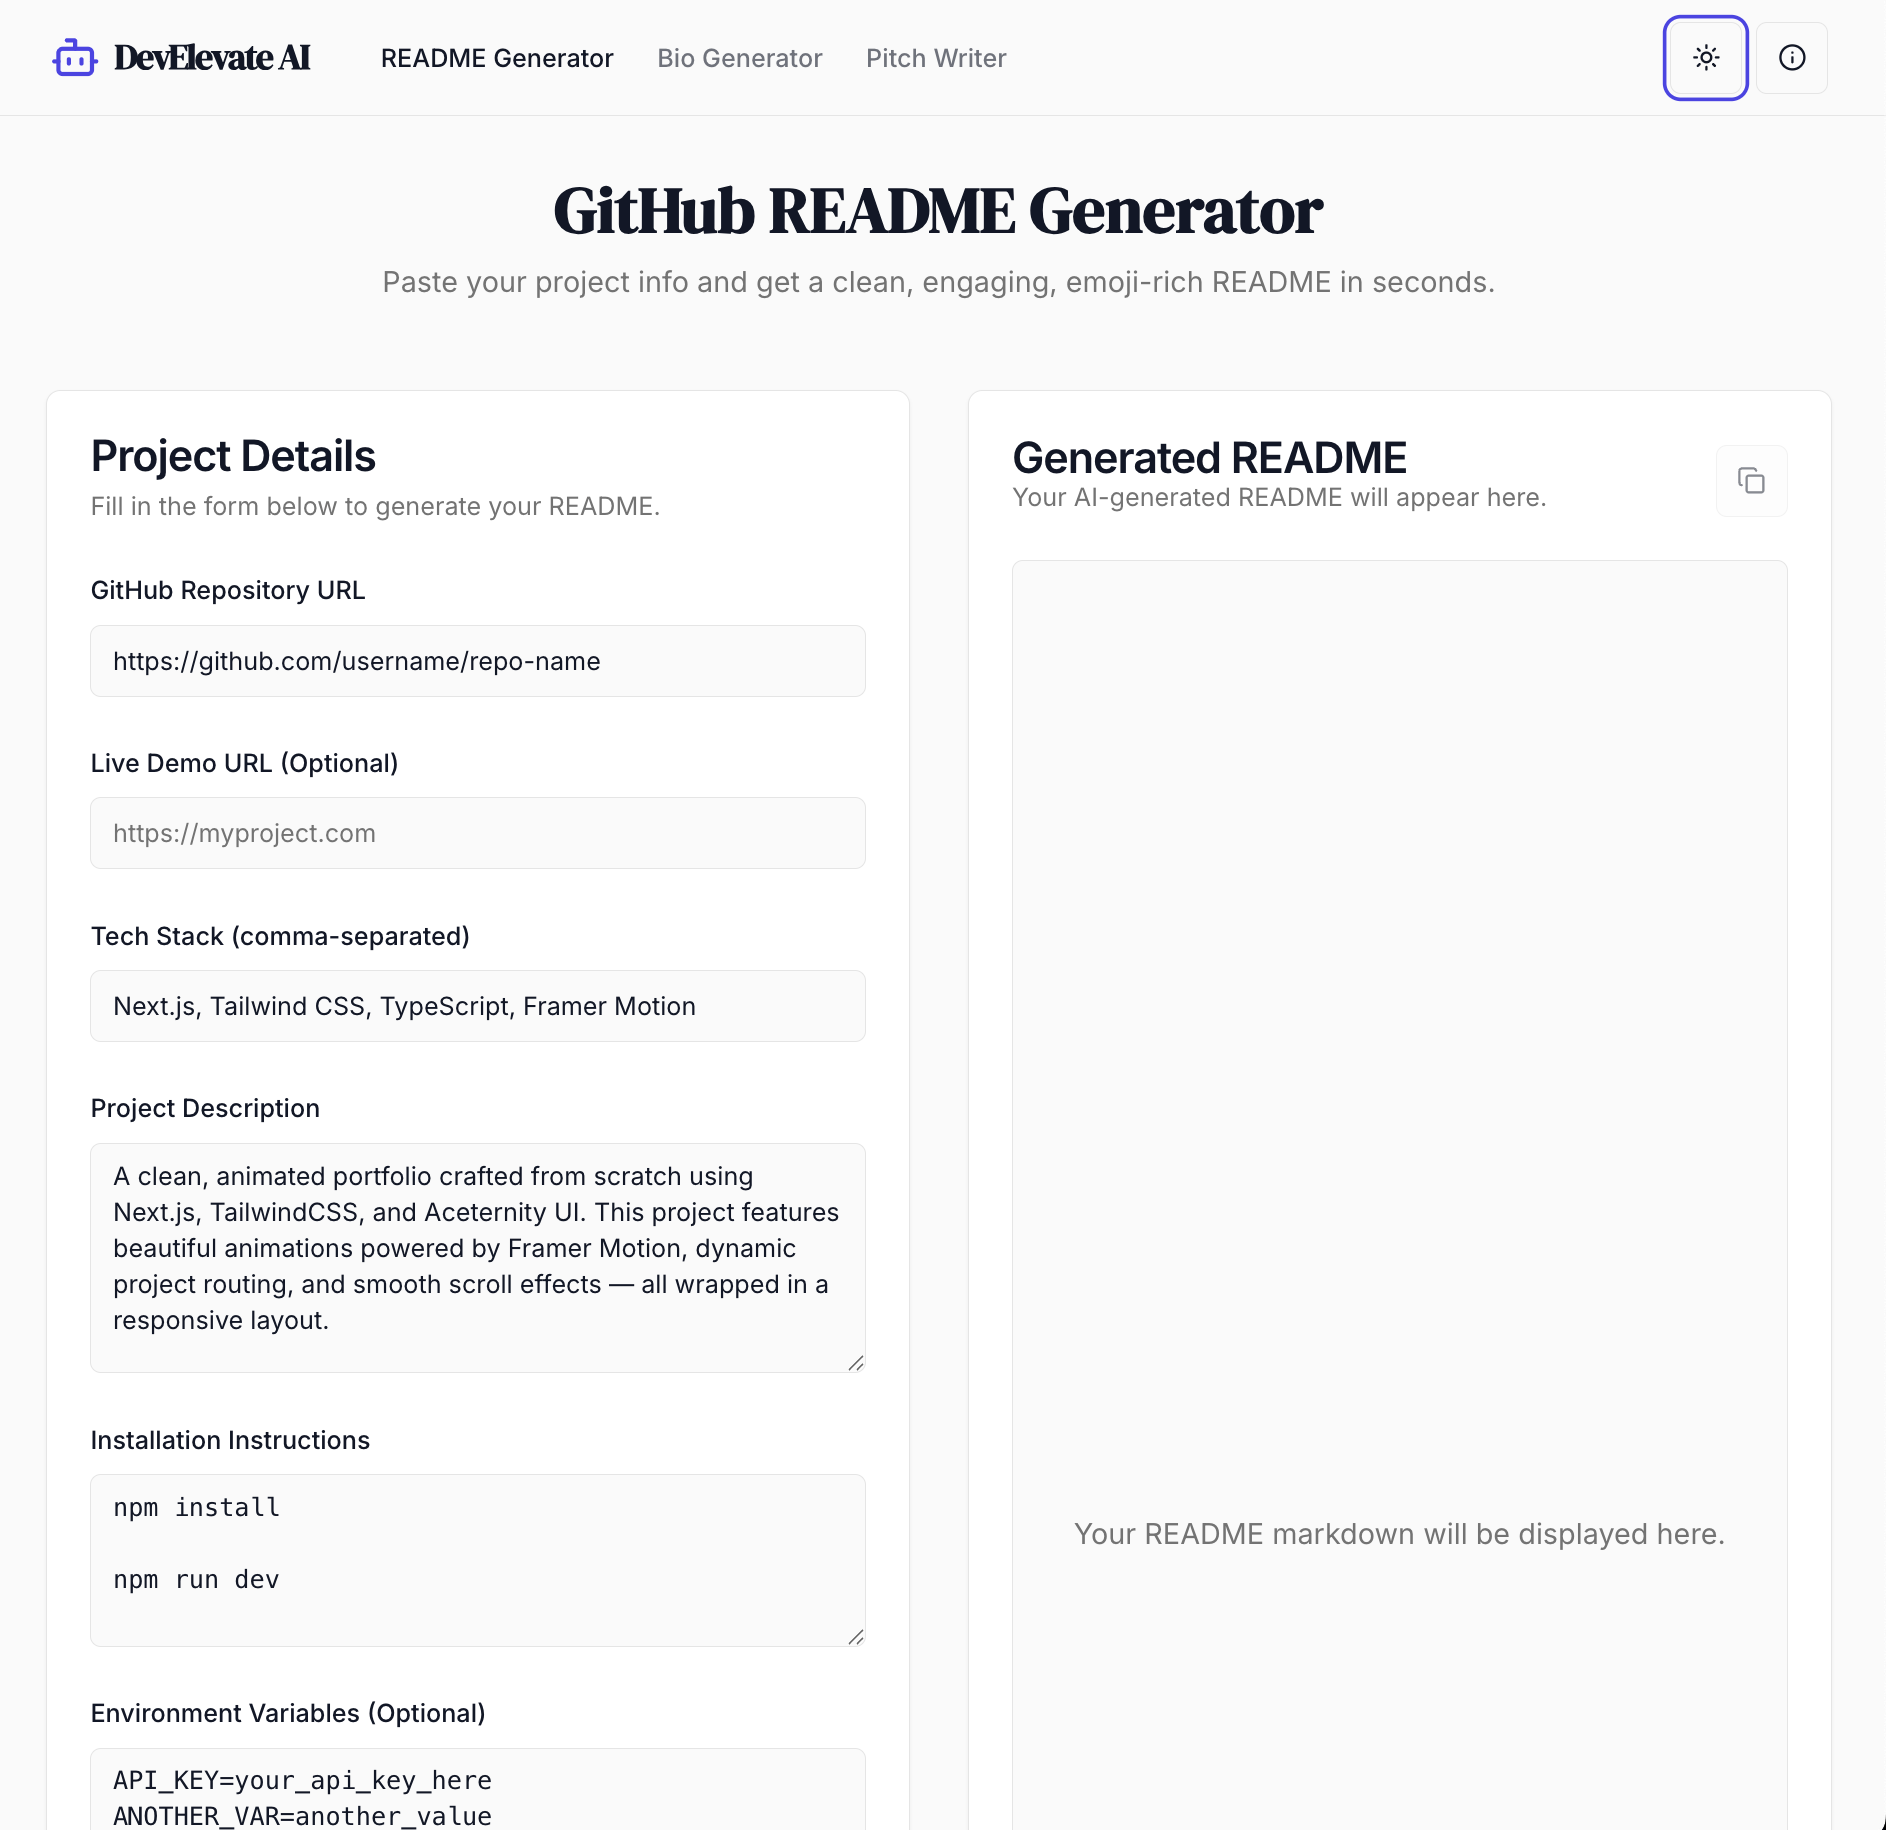 DevElevate AI
README Generator
Bio Generator
Pitch Writer
GitHub README Generator
Paste your project info and get a clean, engaging, emoji-rich README in seconds.
Project Details
Fill in the form below to generate your README.
GitHub Repository URL
https://github.com/username/repo-name
Live Demo URL (Optional)
https://myproject.com
Tech Stack (comma-separated)
Next.js, Tailwind CSS, TypeScript, Framer Motion
Project Description
A clean, animated portfolio crafted from scratch using
Next.js, TailwindCSS, and Aceternity UI. This project features
beautiful animations powered by Framer Motion, dynamic
project routing, and smooth scroll effects — all wrapped in a
responsive layout.
Installation Instructions
npm install
npm run dev
Environment Variables (Optional)
API_KEY=your_api_key_here
ANOTHER_VAR=another_value
Generated README
Your AI-generated README will appear here.
Your README markdown will be displayed here.